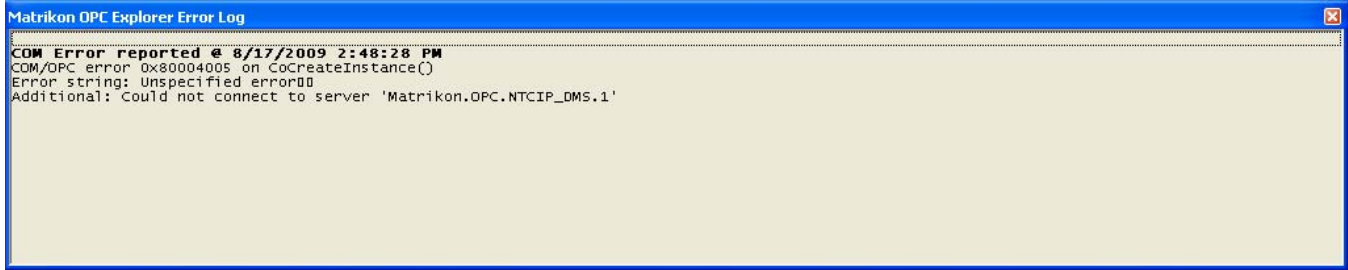 Matrikon OPC Explorer Error Log
COM Error reported @ 8/17/2009 2:48:28 PM
COM/OPC error 0x80004005 on CoCreateInstance()
Error string: Unspecified error▯▯
Additional: Could not connect to server 'Matrikon.OPC.NTCIP_DMS.1'